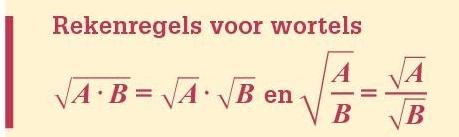 Rekenregels voor wortels
√(A · B) = √A · √B en √(A/B) = √A/√B